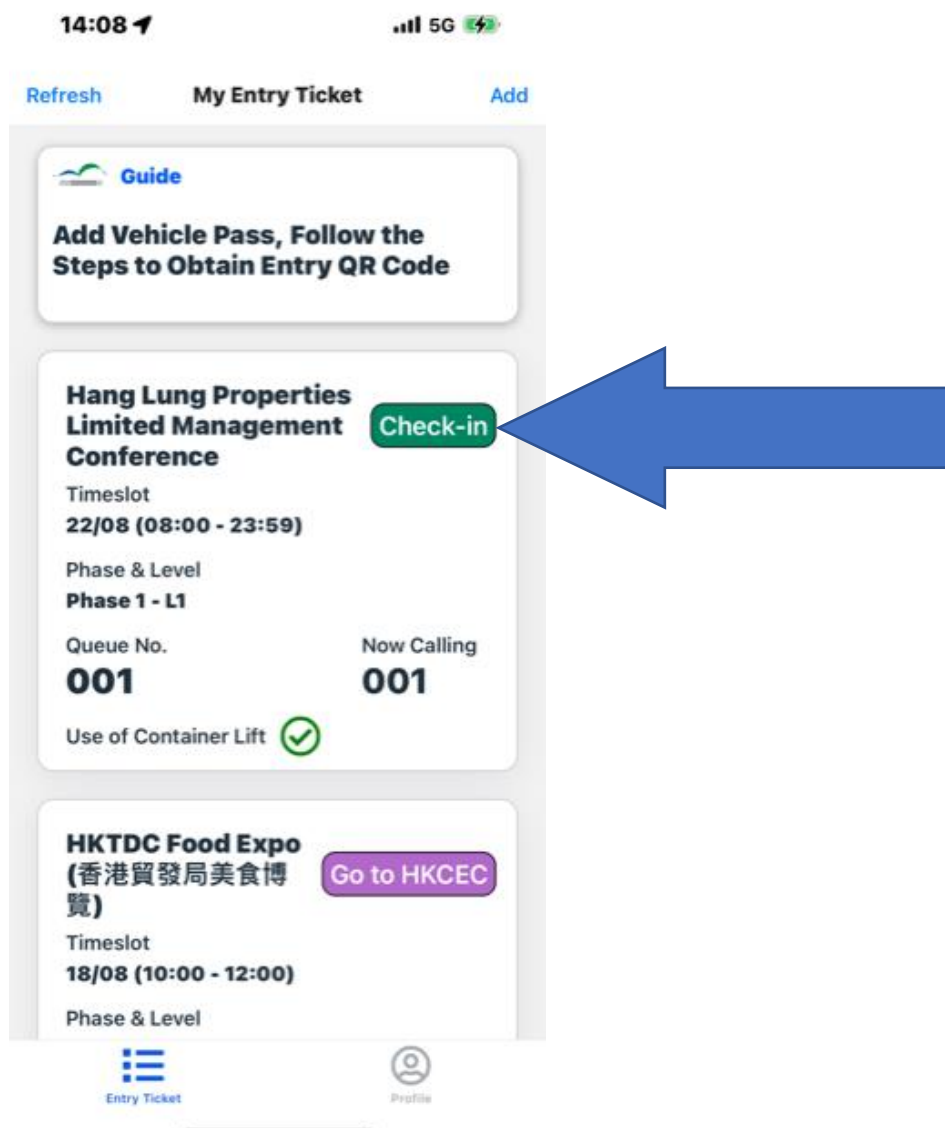 14:08
5G
Refresh My Entry Ticket Add
Guide
Add Vehicle Pass, Follow the
Steps to Obtain Entry QR Code
Hang Lung Properties
Limited Management
Conference
Check-in
Timeslot
22/08 (08:00 - 23:59)
Phase & Level
Phase 1 - L1
Queue No. Now Calling
001 001
Use of Container Lift
HKTDC Food Expo
(香港貿發局美食博
覽)
Go to HKCEC
Timeslot
18/08 (10:00 - 12:00)
Phase & Level
Entry Ticket Profile